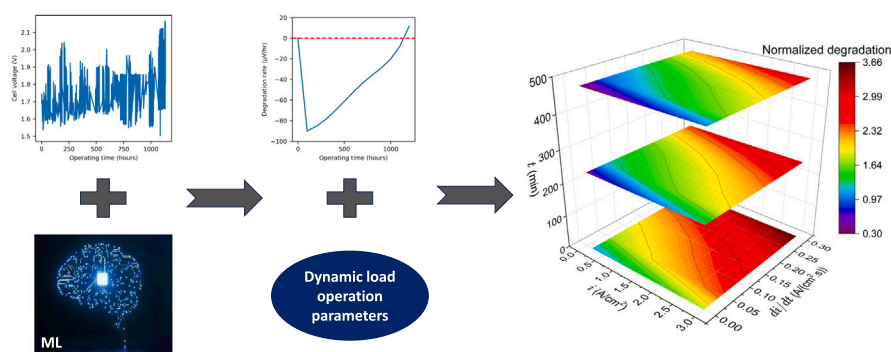 Cell voltage (V)
2.1
2.0
1.9
1.8
1.7
1.6
1.5
0 250 500 750 1000
Operating time (hours)
Degradation rate (µV/hr)
20
0
−20
−40
−60
−80
−100
0 500 1000
Operating time (hours)
ML
Dynamic load
operation
parameters
Normalized degradation
3.66
2.99
2.32
1.64
0.97
0.30
t (min)
500
400
300
200
100
0
0.0 0.5 1.0 1.5 2.0 2.5 3.0
i (A/cm²)
0.00 0.05 0.10 0.15 0.20 0.25 0.30
di/dt (A/(cm²s))